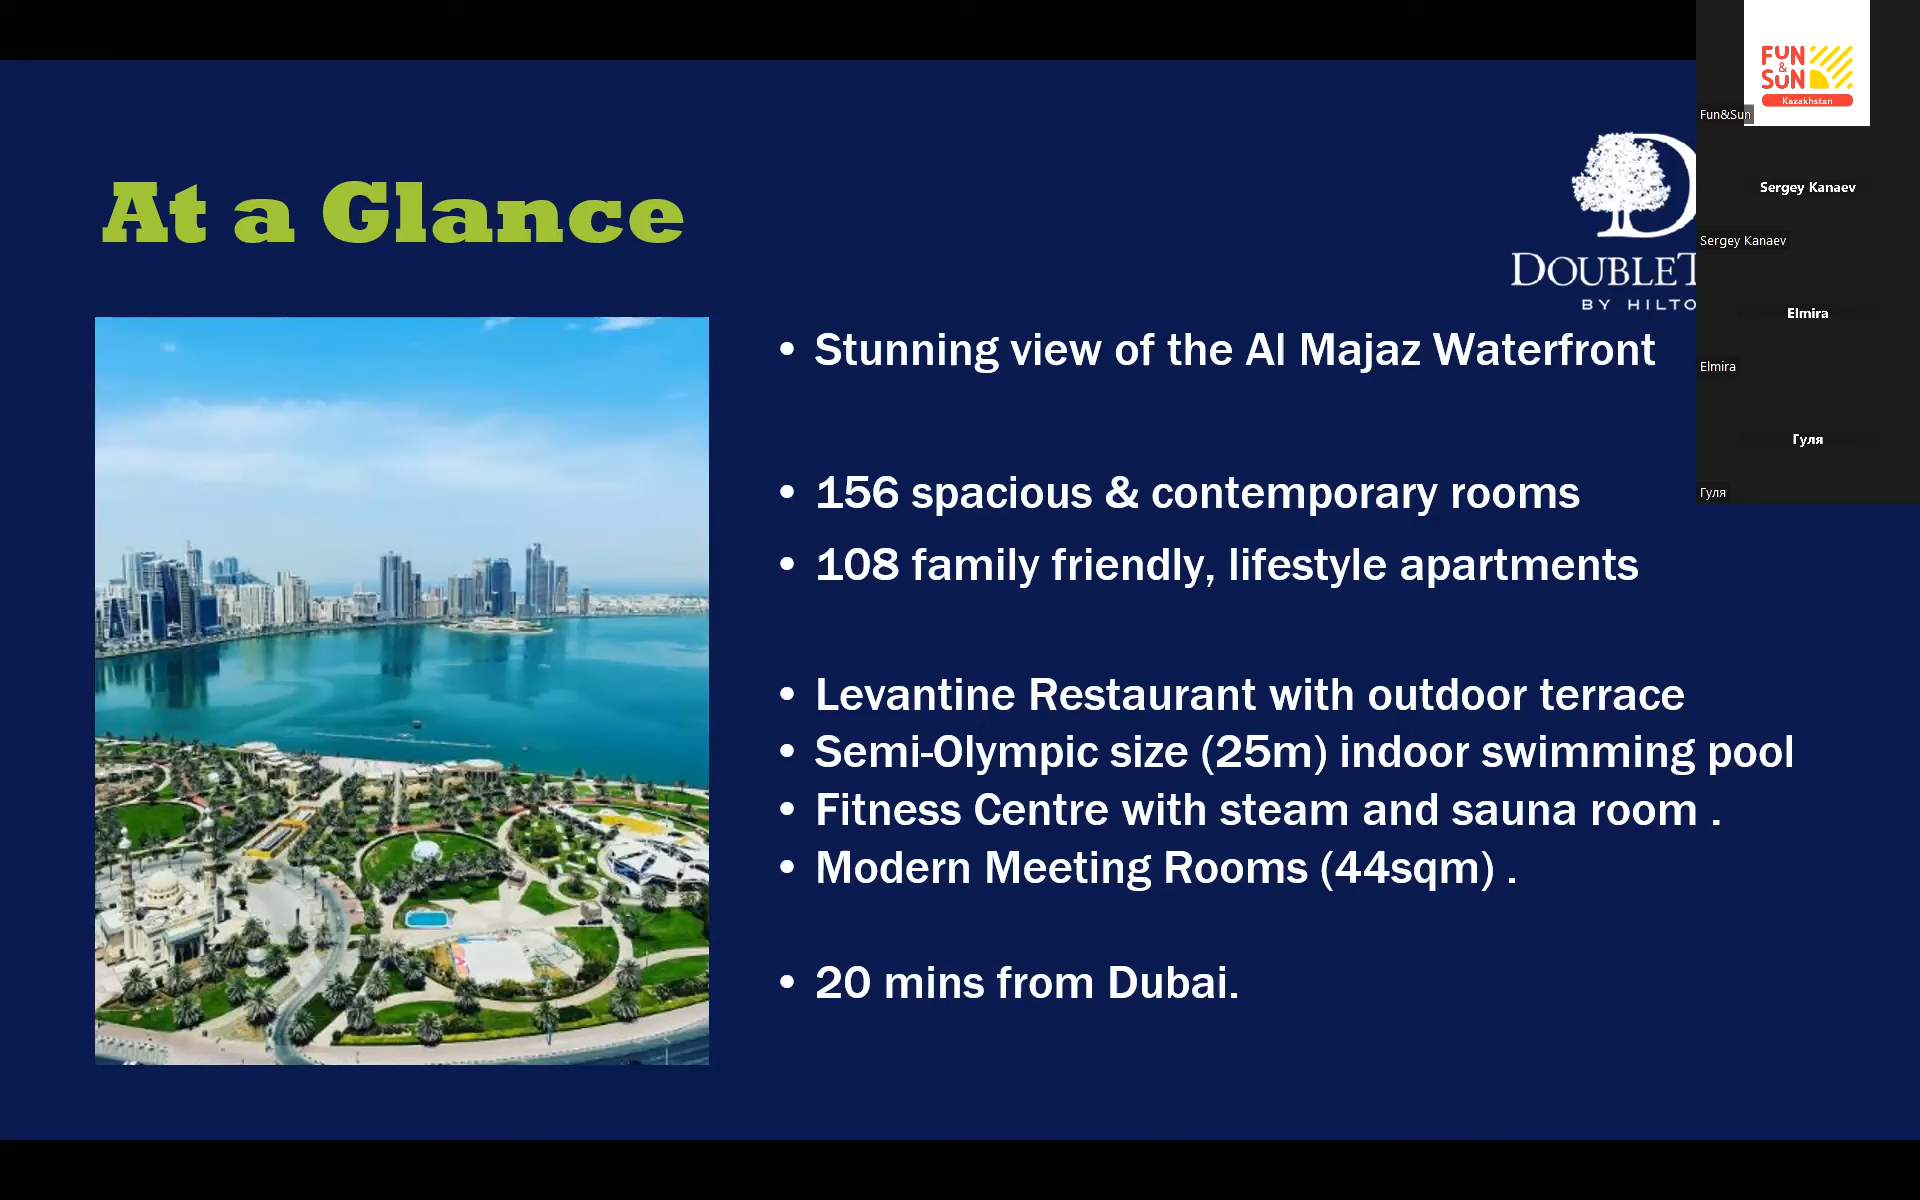 At a Glance
DOUBLET
BY HILTO
• Stunning view of the Al Majaz Waterfront
• 156 spacious & contemporary rooms
• 108 family friendly, lifestyle apartments
• Levantine Restaurant with outdoor terrace
• Semi-Olympic size (25m) indoor swimming pool
• Fitness Centre with steam and sauna room .
• Modern Meeting Rooms (44sqm) .
• 20 mins from Dubai.
FUN
&
SUN
Kazakhstan
Fun&Sun
Sergey Kanaev
Sergey Kanaev
Elmira
Elmira
Гуля
Гуля